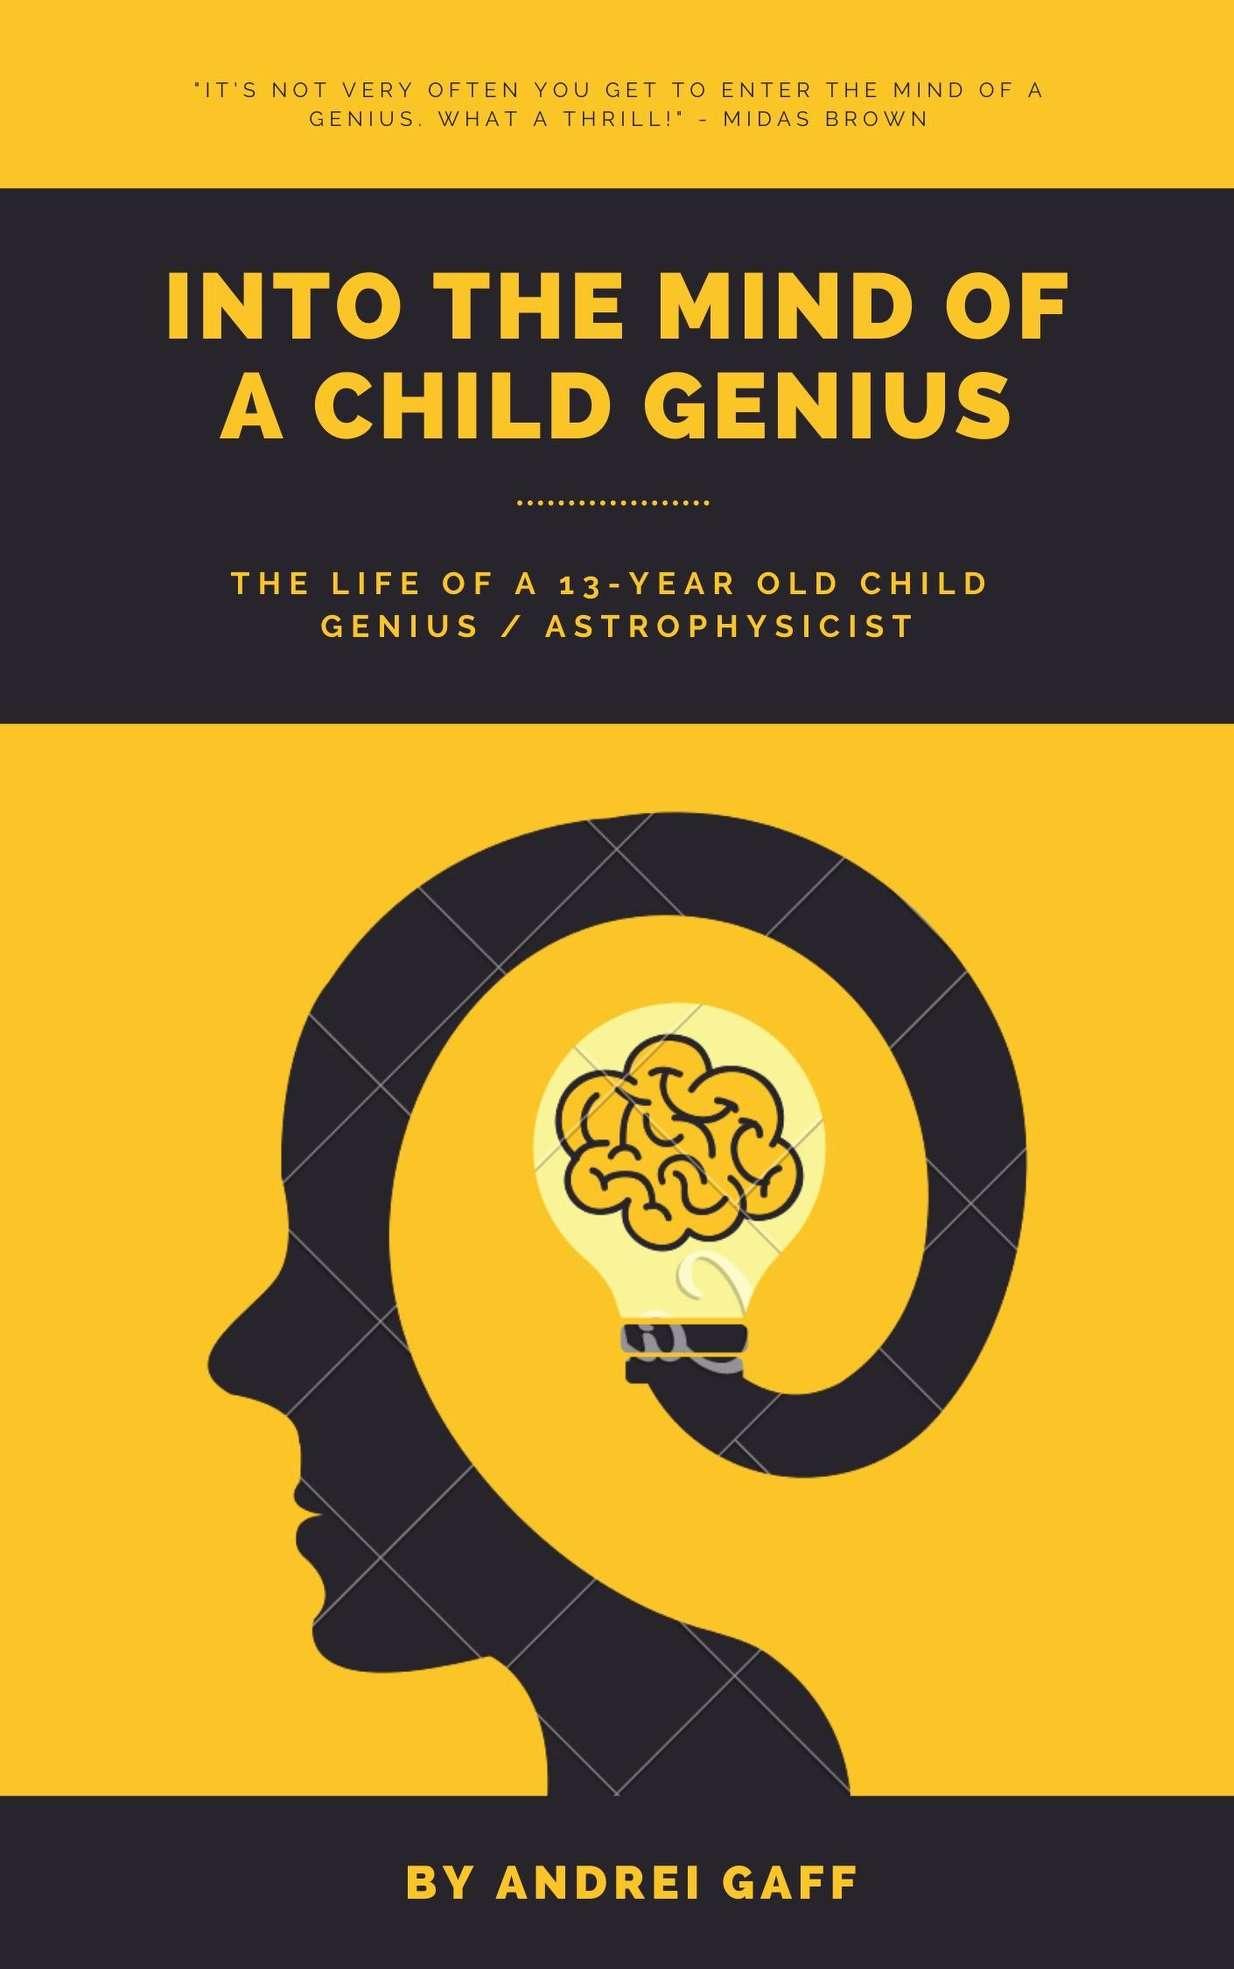 "IT'S NOT VERY OFTEN YOU GET TO ENTER THE MIND OF A
GENIUS. WHAT A THRILL!" - MIDAS BROWN
INTO THE MIND OF
A CHILD GENIUS
THE LIFE OF A 13-YEAR OLD CHILD
GENIUS / ASTROPHYSICIST
BY ANDREI GAFF